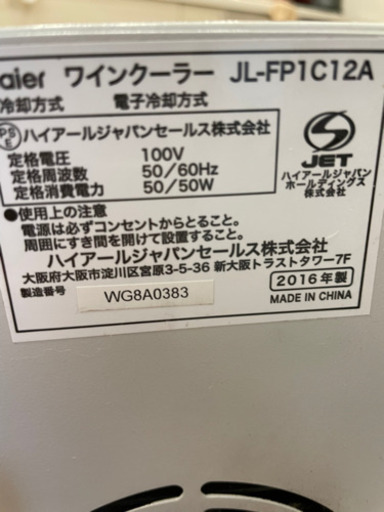 aier ワインクーラー JL-FP1C12A
冷却方式 電子冷却方式
PSE ハイアールジャパンセールス株式会社
定格電圧 100V
定格周波数 50/60Hz
定格消費電力 50/50W
S JET
ハイアールジャパン
ホールディングス
株式会社
●使用上の注意
電源は必ずコンセントからとること。
周囲にすき間を開けて設置すること。
ハイアールジャパンセールス株式会社
大阪府大阪市淀川区宮原3-5-36 新大阪トラストタワー7F
製造番号 WG8A0383
2016年製
MADE IN CHINA